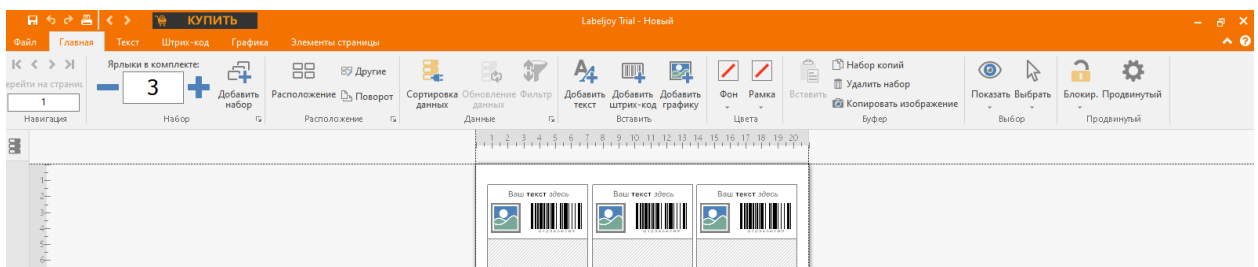 КУПИТЬ
Labeljoy Trial - Новый
Файл Главная Текст Штрих-код Графика Элементы страницы
Ярлыки в комплекте:
ерейти на страниц
1
3
Добавить набор
Расположение
Другие
Поворот
Сортировка данных
Обновление данных
Фильтр
Добавить текст
Добавить штрих-код
Добавить графику
Фон
Рамка
Вставить
Набор копий
Удалить набор
Копировать изображение
Показать
Выбрать
Блокир.
Продвинутый
Навигация Набор Расположение Данные Вставить Цвета Буфер Выбор Продвинутый
1 2 3 4 5 6 7 8 9 10 11 12 13 14 15 16 17 18 19 20
1
2
3
4
5
6
Ваш текст здесь Ваш текст здесь Ваш текст здесь
0123456789 0123456789 0123456789